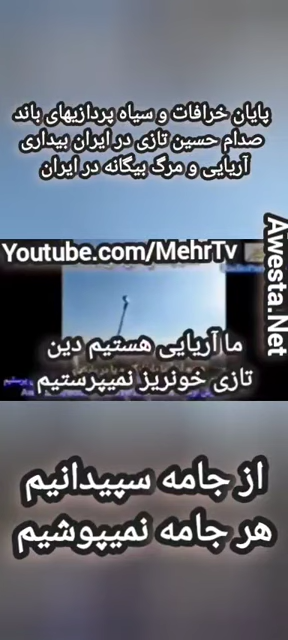 پایان خرافات و سیاه پردازیهای باند
صدام حسین تازی در ایران بیداری
آریایی و مرگ بیگانه در ایران
Youtube.com/MehrTv
Awesta.Net
ما آریایی هستیم دین
تازی خونریز نمیپرستیم
از جامه سپیدانیم
هر جامه نمیپوشیم